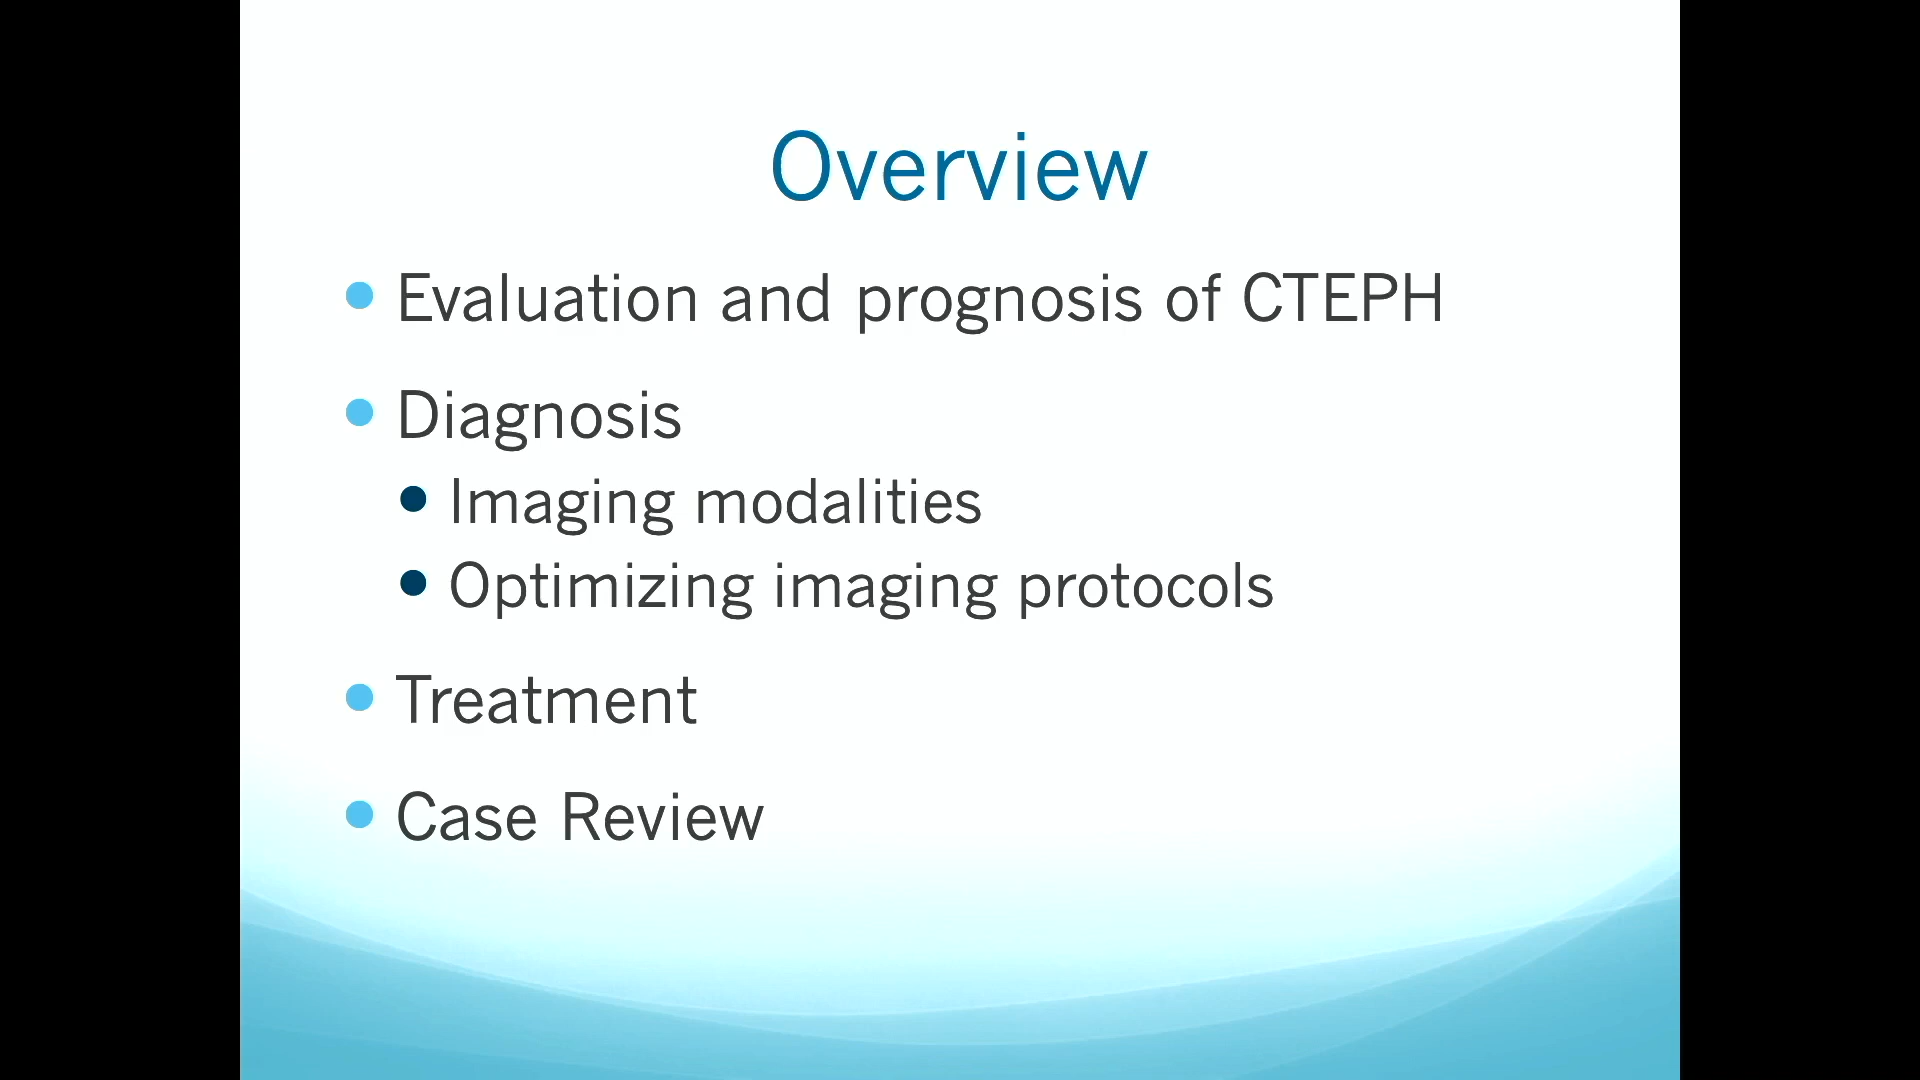 Overview
Evaluation and prognosis of CTEPH
Diagnosis
Imaging modalities
Optimizing imaging protocols
Treatment
Case Review